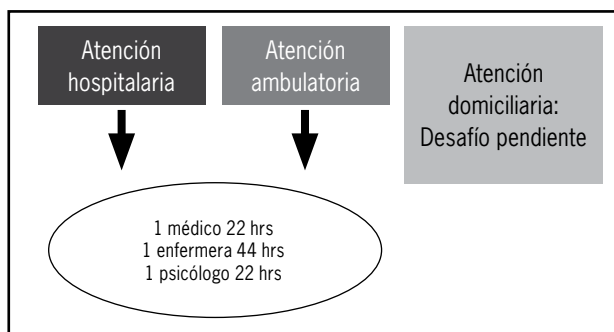 Atención
hospitalaria
Atención
ambulatoria
Atención
domiciliaria:
Desafío pendiente
1 médico 22 hrs
1 enfermera 44 hrs
1 psicólogo 22 hrs